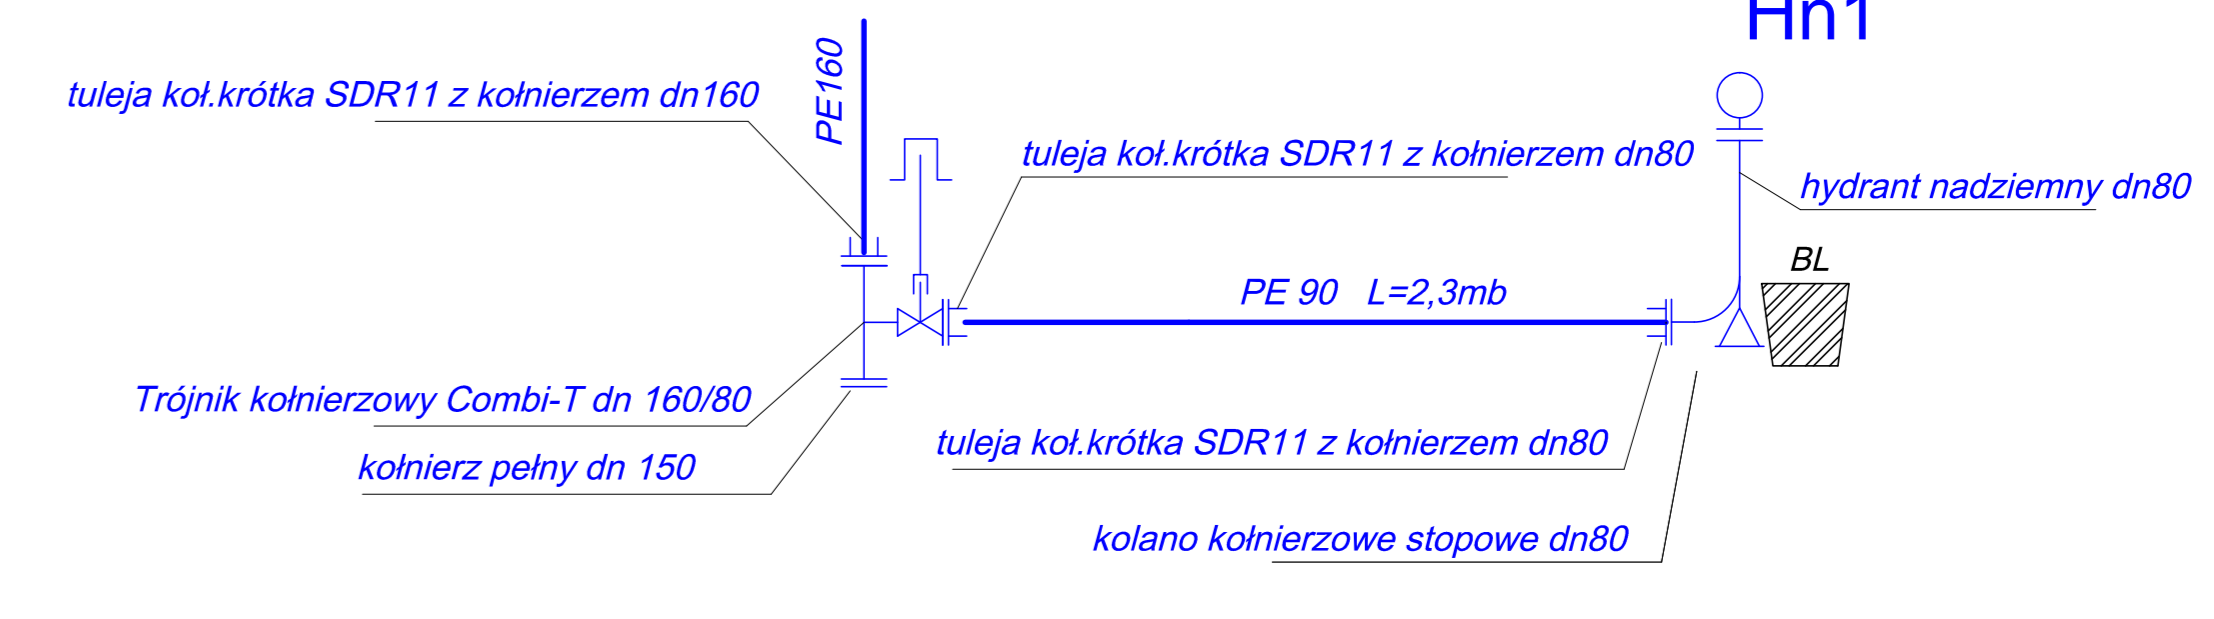 Hn1
PE160
tuleja koł.krótka SDR11 z kołnierzem dn160
tuleja koł.krótka SDR11 z kołnierzem dn80
hydrant nadziemny dn80
BL
PE 90 L=2,3mb
Trójnik kołnierzowy Combi-T dn 160/80
tuleja koł.krótka SDR11 z kołnierzem dn80
kołnierz pełny dn 150
kolano kołnierzowe stopowe dn80